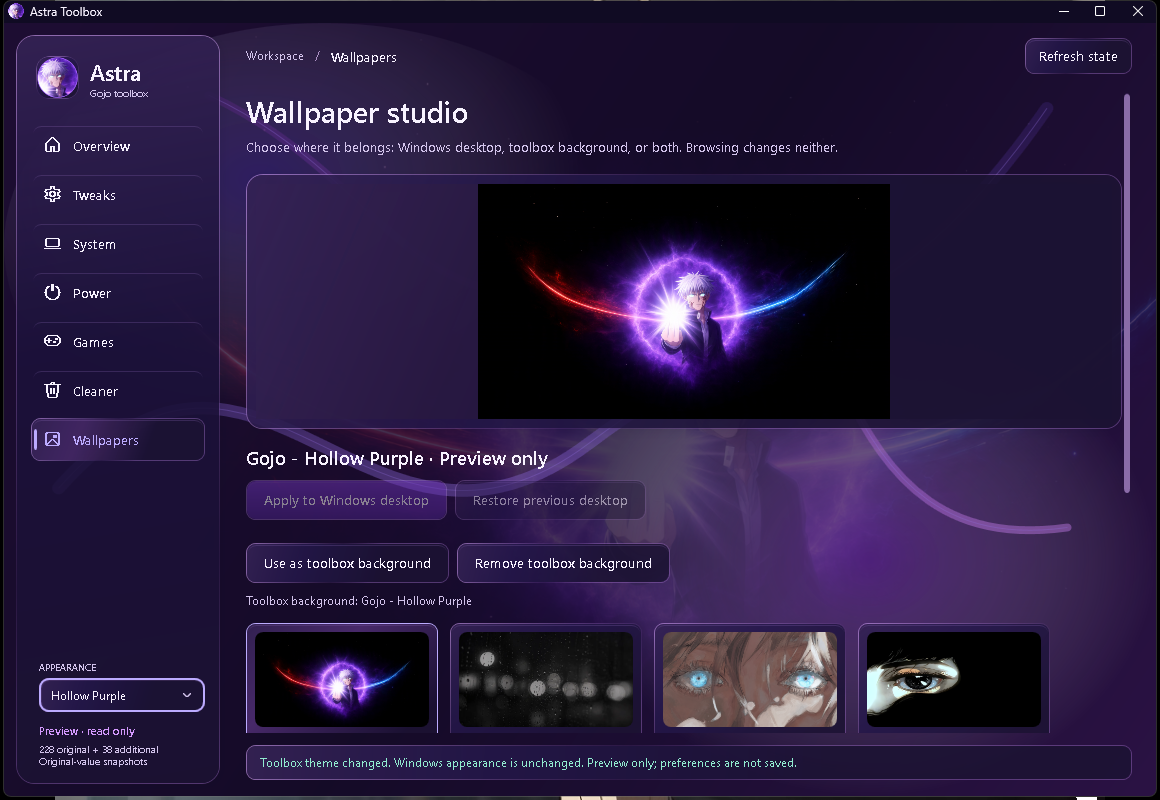 Astra Toolbox
Astra
Gojo toolbox
Overview
Tweaks
System
Power
Games
Cleaner
Wallpapers
APPEARANCE
Hollow Purple
Preview · read only
228 original + 38 additional
Original-value snapshots
Workspace / Wallpapers
Refresh state
Wallpaper studio
Choose where it belongs: Windows desktop, toolbox background, or both. Browsing changes neither.
Gojo - Hollow Purple · Preview only
Apply to Windows desktop
Restore previous desktop
Use as toolbox background
Remove toolbox background
Toolbox background: Gojo - Hollow Purple
Toolbox theme changed. Windows appearance is unchanged. Preview only; preferences are not saved.